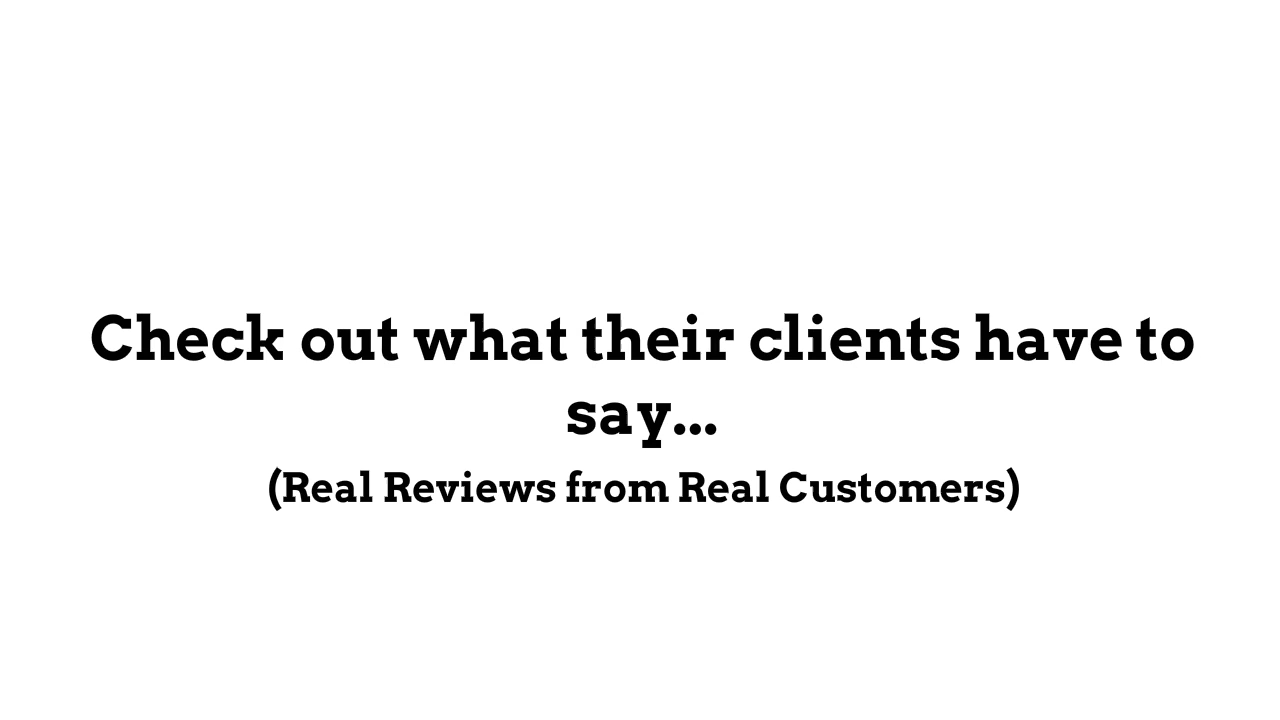 Check out what their clients have to
say...
(Real Reviews from Real Customers)